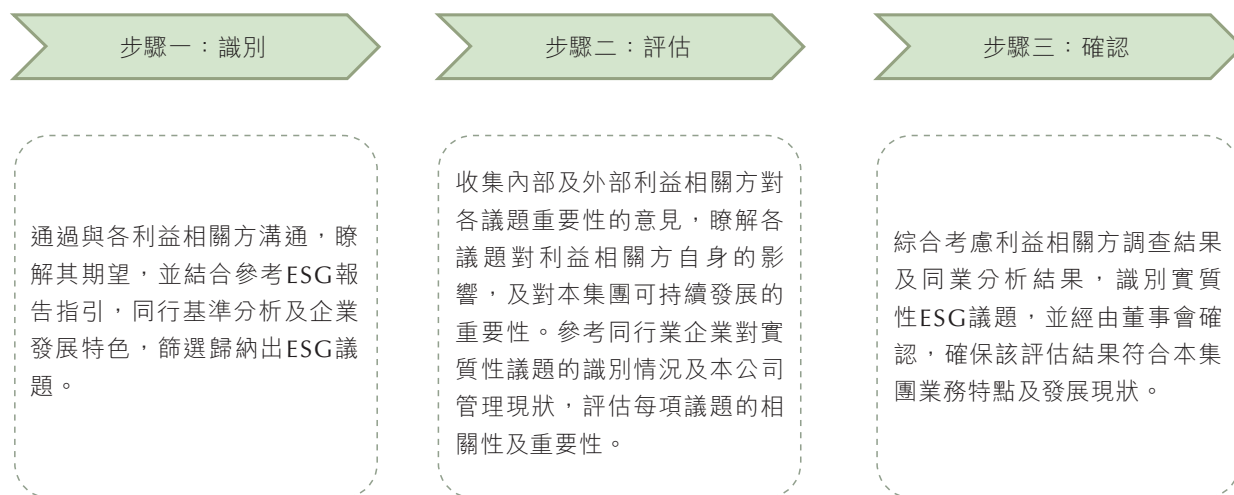 步驟一：識別
步驟二：評估
步驟三：確認
通過與各利益相關方溝通，瞭
解其期望，並結合參考ESG報
告指引，同行基準分析及企業
發展特色，篩選歸納出ESG議
題。
收集內部及外部利益相關方對
各議題重要性的意見，瞭解各
議題對利益相關方自身的影
響，及對本集團可持續發展的
重要性。參考同行業企業對實
質性議題的識別情況及本公司
管理現狀，評估每項議題的相
關性及重要性。
綜合考慮利益相關方調查結果
及同業分析結果，識別實質
性ESG議題，並經由董事會確
認，確保該評估結果符合本集
團業務特點及發展現狀。